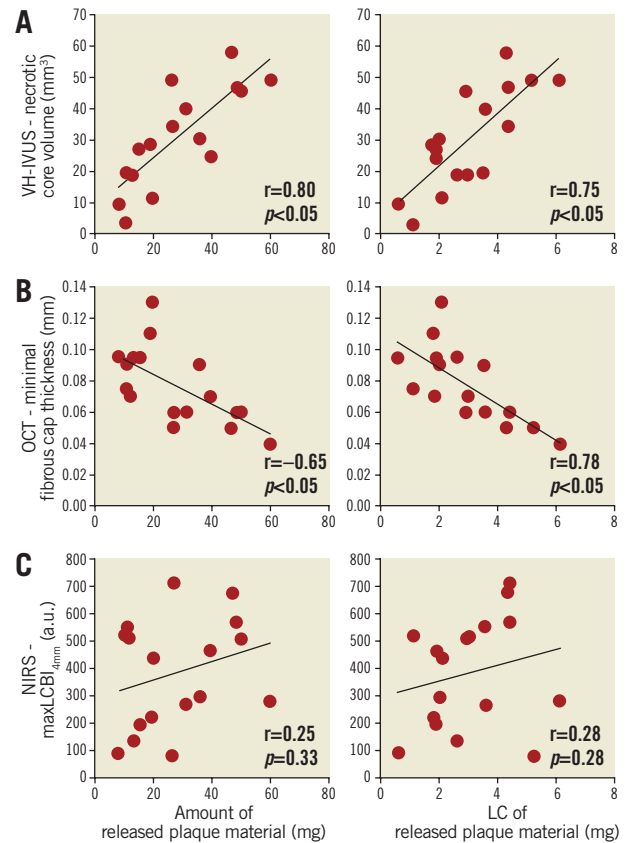 A
VH-IVUS - necrotic
core volume (mm³)
70
60
50
40
30
20
10
0
0 20 40 60 80
r=0.80
p<0.05
70
60
50
40
30
20
10
0
0 2 4 6 8
r=0.75
p<0.05
B
OCT - minimal
fibrous cap thickness (mm)
0.14
0.12
0.10
0.08
0.06
0.04
0.02
0.00
0 20 40 60 80
r=−0.65
p<0.05
0.14
0.12
0.10
0.08
0.06
0.04
0.02
0.00
0 2 4 6 8
r=0.78
p<0.05
C
NIRS -
maxLCBI4mm (a.u.)
800
700
600
500
400
300
200
100
0
0 20 40 60 80
r=0.25
p=0.33
Amount of
released plaque material (mg)
800
700
600
500
400
300
200
100
0
0 2 4 6 8
r=0.28
p=0.28
LC of
released plaque material (mg)